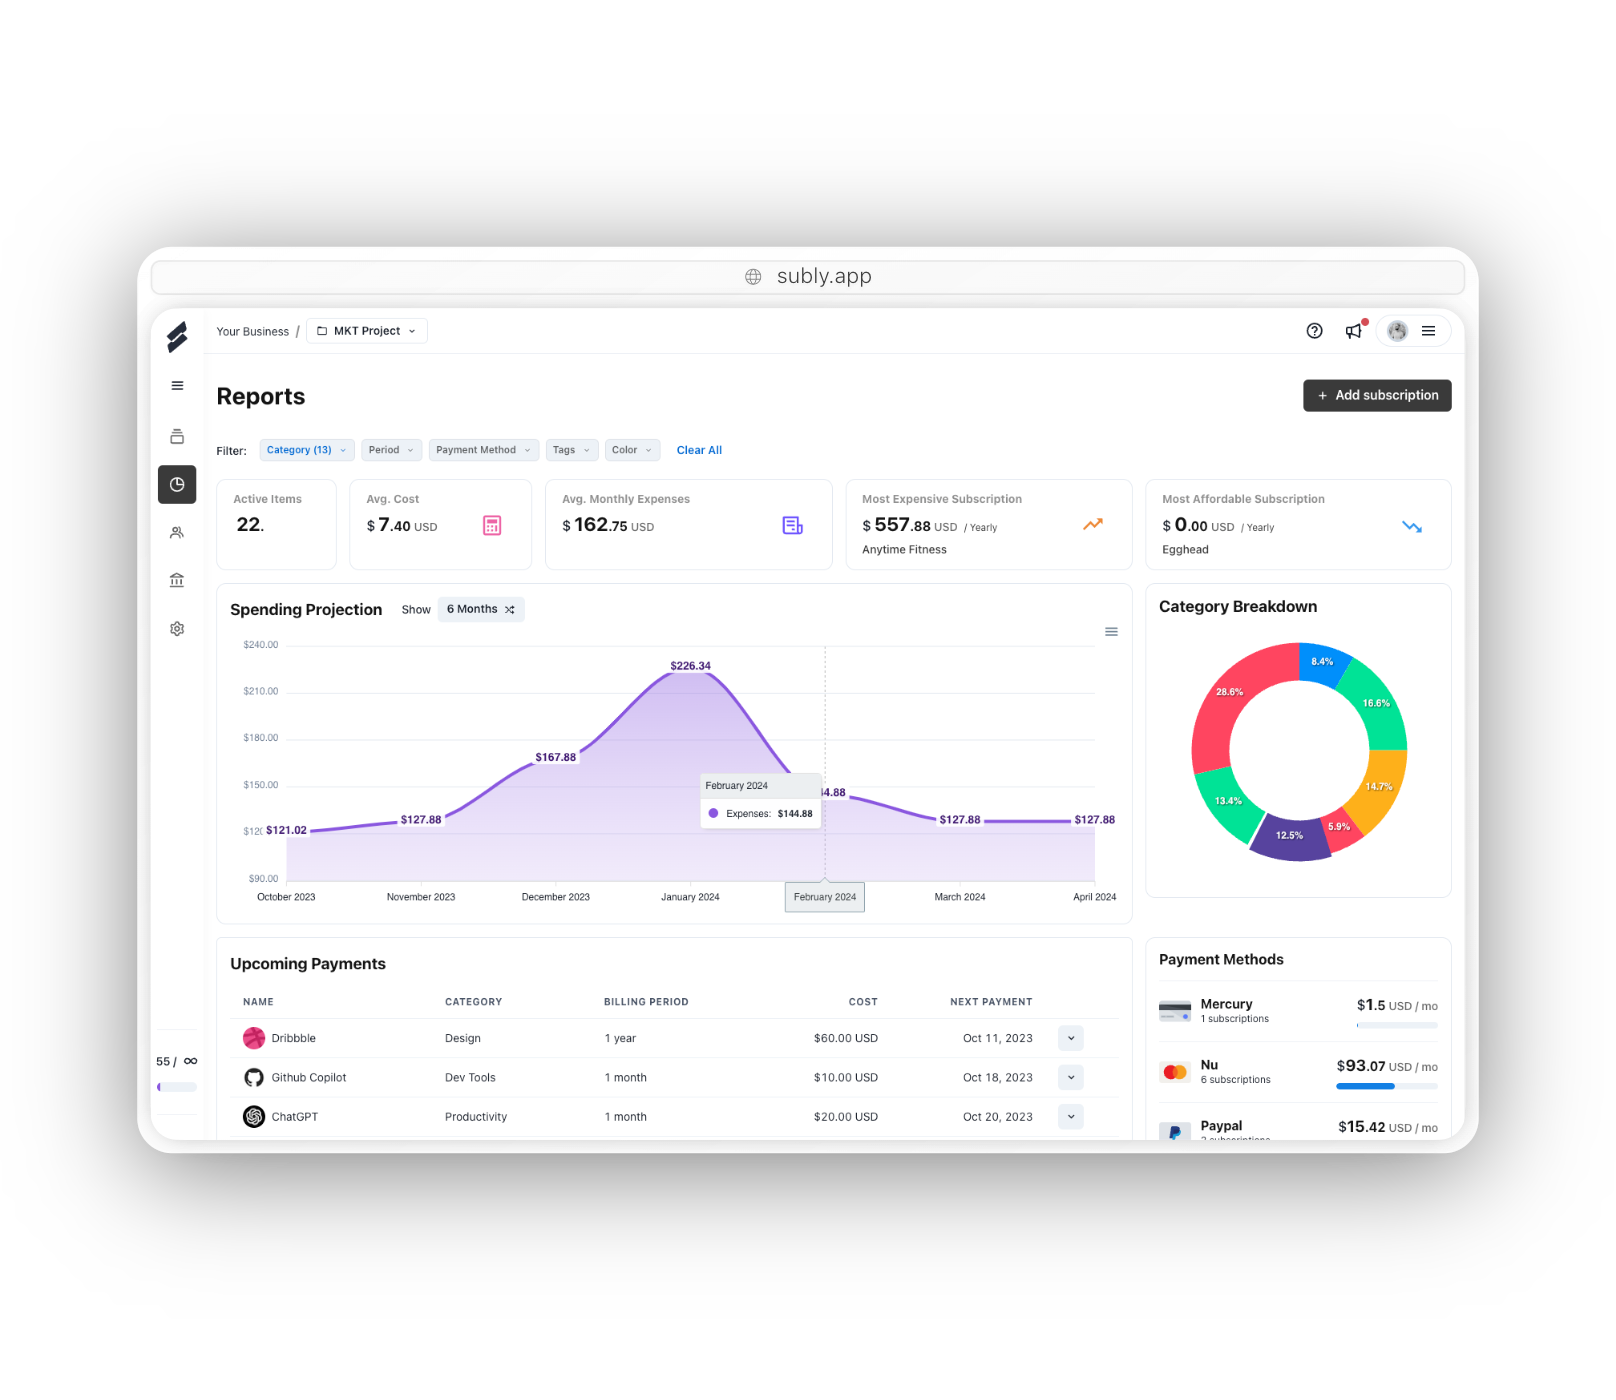 subly.app
Your Business / MKT Project
Reports
+ Add subscription
Filter: Category (13) Period Payment Method Tags Color Clear All
Active Items
22.
Avg. Cost
$ 7.40 USD
Avg. Monthly Expenses
$ 162.75 USD
Most Expensive Subscription
$ 557.88 USD / Yearly
Anytime Fitness
Most Affordable Subscription
$ 0.00 USD / Yearly
Egghead
Spending Projection Show 6 Months
$240.00
$210.00
$180.00
$150.00
$120
$90.00
$121.02
$127.88
$167.88
$226.34
4.88
$127.88
$127.88
February 2024
Expenses: $144.88
October 2023 November 2023 December 2023 January 2024 February 2024 March 2024 April 2024
Category Breakdown
8.4%
16.6%
14.7%
5.9%
12.5%
13.4%
28.6%
Upcoming Payments
NAME CATEGORY BILLING PERIOD COST NEXT PAYMENT
Dribbble Design 1 year $60.00 USD Oct 11, 2023
Github Copilot Dev Tools 1 month $10.00 USD Oct 18, 2023
ChatGPT Productivity 1 month $20.00 USD Oct 20, 2023
Payment Methods
Mercury $1.5 USD / mo
1 subscriptions
Nu $93.07 USD / mo
6 subscriptions
Paypal $15.42 USD / mo
subscriptions
55 / ∞